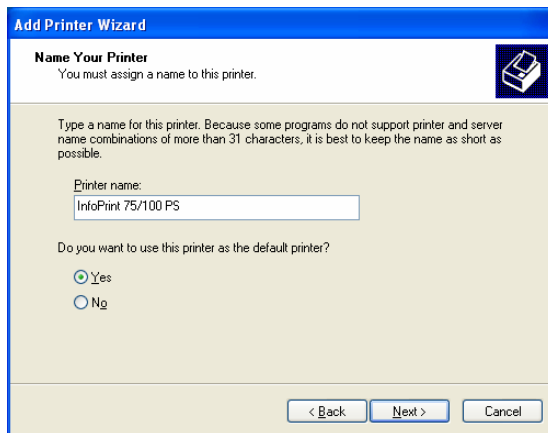 Add Printer Wizard
Name Your Printer
You must assign a name to this printer.
Type a name for this printer. Because some programs do not support printer and server
name combinations of more than 31 characters, it is best to keep the name as short as
possible.
Printer name:
InfoPrint 75/100 PS
Do you want to use this printer as the default printer?
Yes
No
< Back Next > Cancel